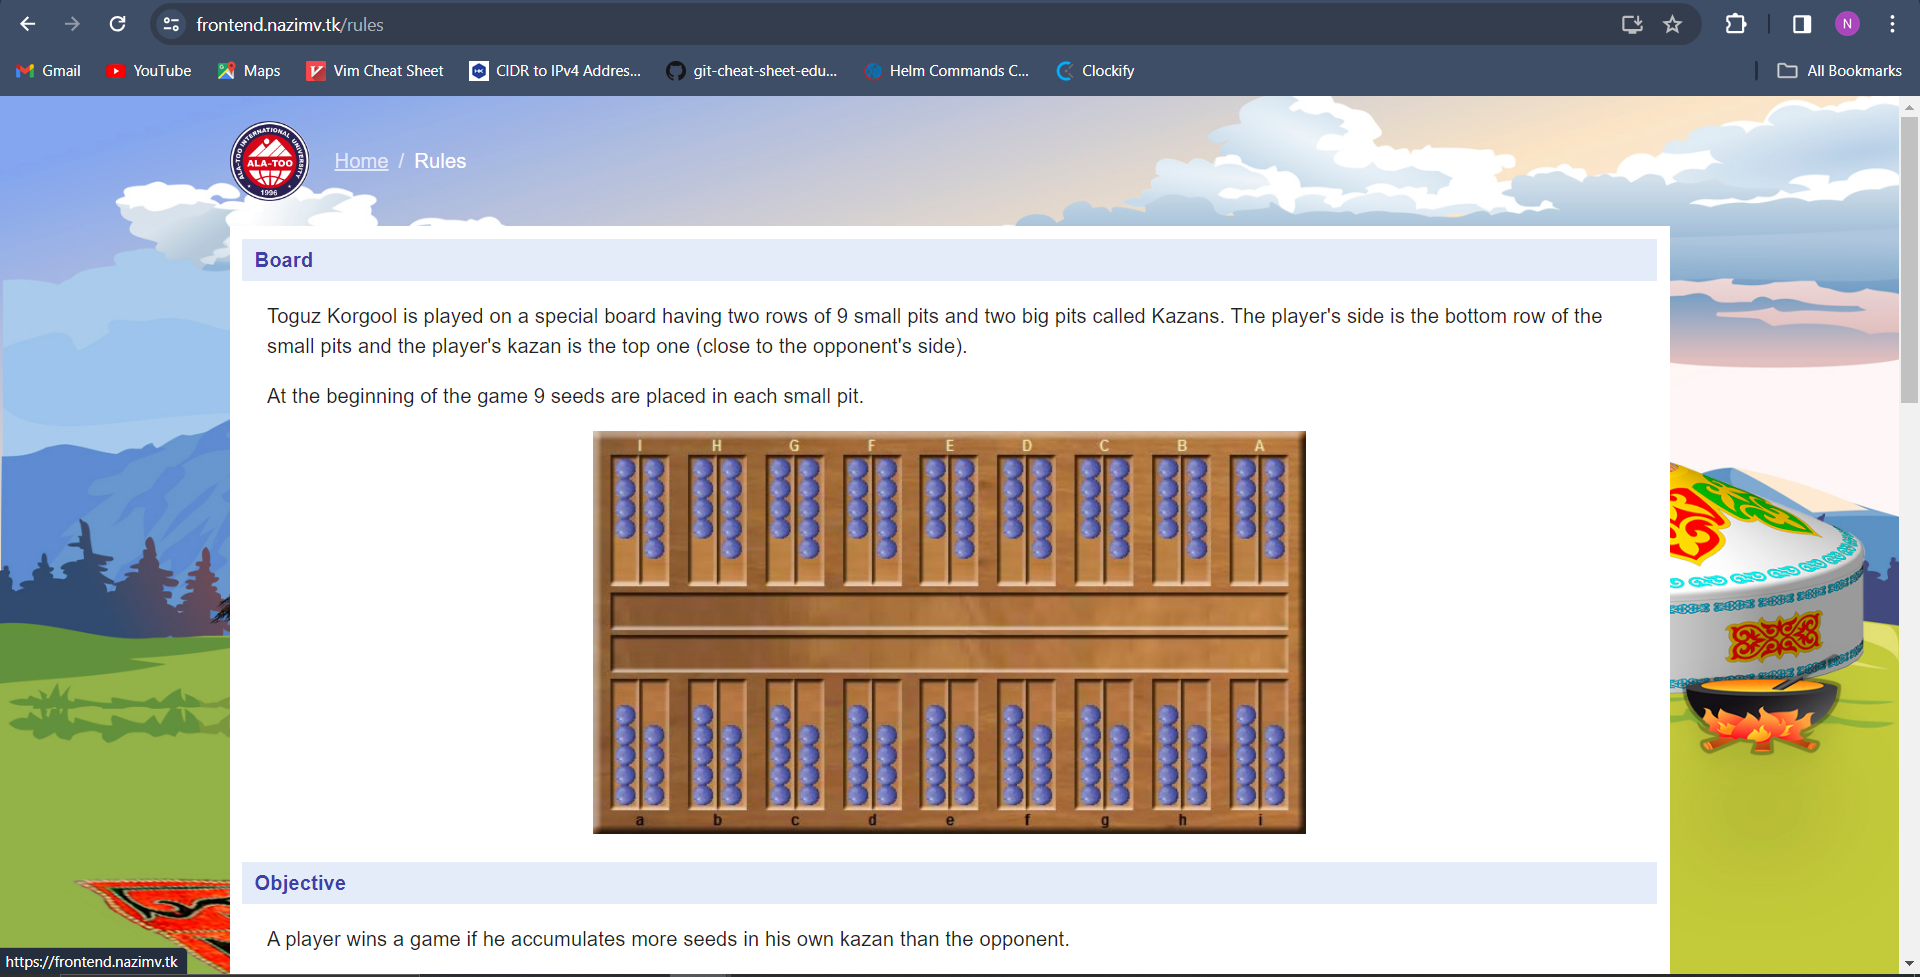 frontend.nazimv.tk/rules
N
Gmail YouTube Maps Vim Cheat Sheet CIDR to IPv4 Addres... git-cheat-sheet-edu... Helm Commands C... Clockify All Bookmarks
ALA-TOO INTERNATIONAL UNIVERSITY
ALA-TOO
1996
Home / Rules
Board
Toguz Korgool is played on a special board having two rows of 9 small pits and two big pits called Kazans. The player's side is the bottom row of the
small pits and the player's kazan is the top one (close to the opponent's side).
At the beginning of the game 9 seeds are placed in each small pit.
I H G F E D C B A
a b c d e f g h i
Objective
A player wins a game if he accumulates more seeds in his own kazan than the opponent.
https://frontend.nazimv.tk